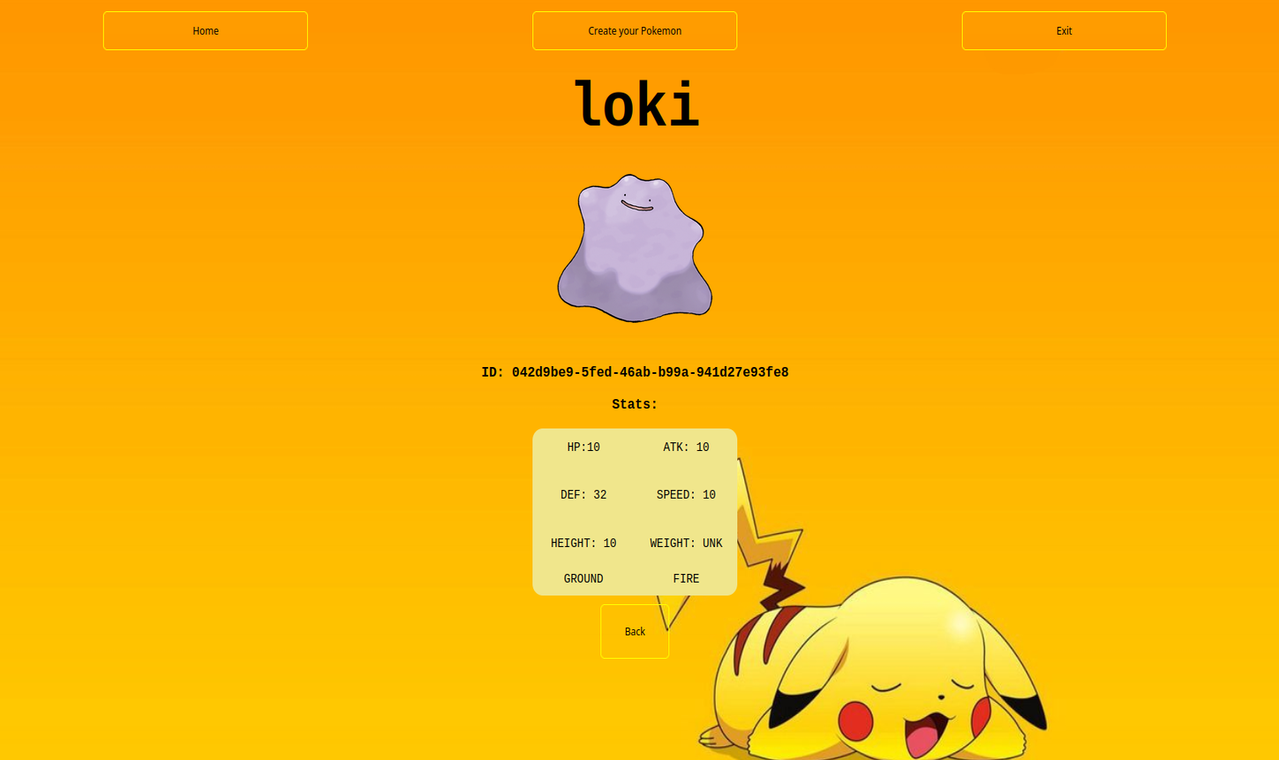 Home Create your Pokemon Exit
loki
ID: 042d9be9-5fed-46ab-b99a-941d27e93fe8
Stats:
HP:10 ATK: 10
DEF: 32 SPEED: 10
HEIGHT: 10 WEIGHT: UNK
GROUND FIRE
Back